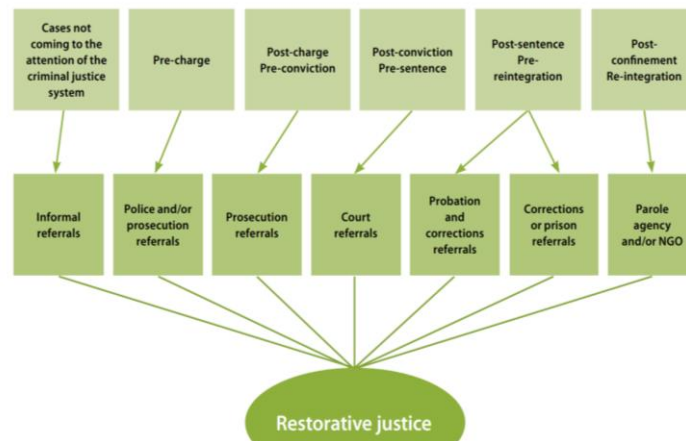 Cases not
coming to the
attention of the
criminal justice
system
Pre-charge
Post-charge
Pre-conviction
Post-conviction
Pre-sentence
Post-sentence
Pre-
reintegration
Post-
confinement
Re-integration
Informal
referrals
Police and/or
prosecution
referrals
Prosecution
referrals
Court
referrals
Probation
and
corrections
referrals
Corrections
or prison
referrals
Parole
agency
and/or NGO
Restorative justice